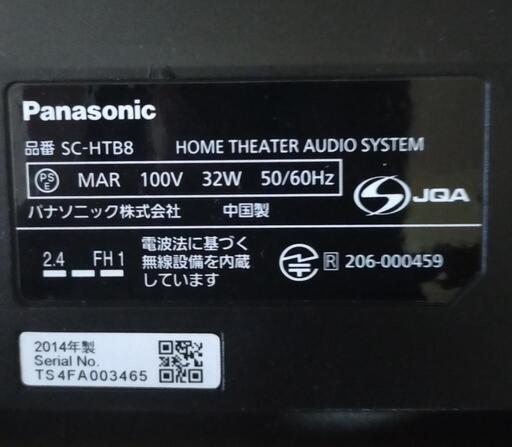 Panasonic
品番 SC-HTB8 HOME THEATER AUDIO SYSTEM
PSE MAR 100V 32W 50/60Hz
JQA
パナソニック株式会社 中国製
2.4 FH1
電波法に基づく
無線設備を内蔵
しています
R 206-000459
2014年製
Serial No.
TS4FA003465